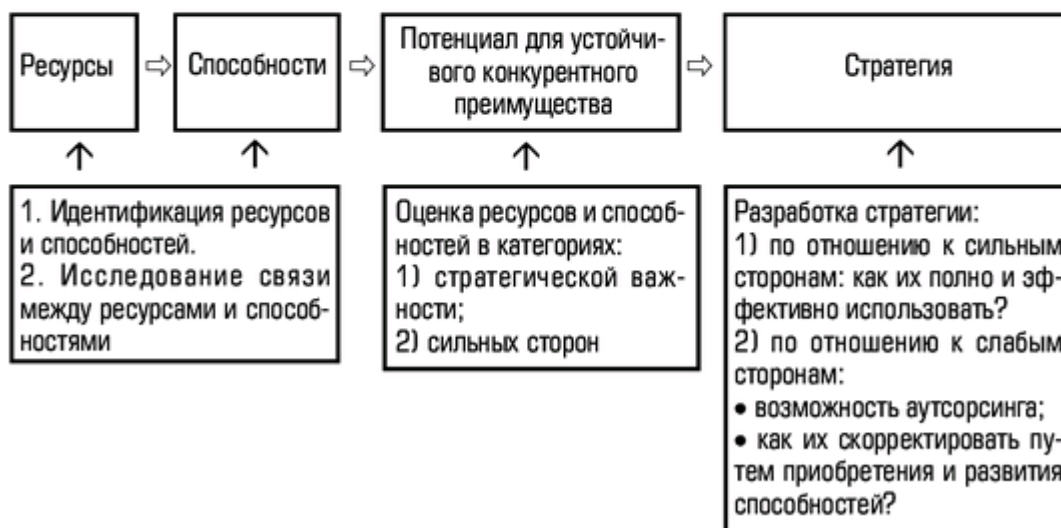 Ресурсы
Способности
Потенциал для устойчи-
вого конкурентного
преимущества
Стратегия
1. Идентификация ресурсов
и способностей.
2. Исследование связи
между ресурсами и способ-
ностями
Оценка ресурсов и способ-
ностей в категориях:
1) стратегической важ-
ности;
2) сильных сторон
Разработка стратегии:
1) по отношению к сильным
сторонам: как их полно и эф-
фективно использовать?
2) по отношению к слабым
сторонам:
• возможность аутсорсинга;
• как их скорректировать пу-
тем приобретения и развития
способностей?